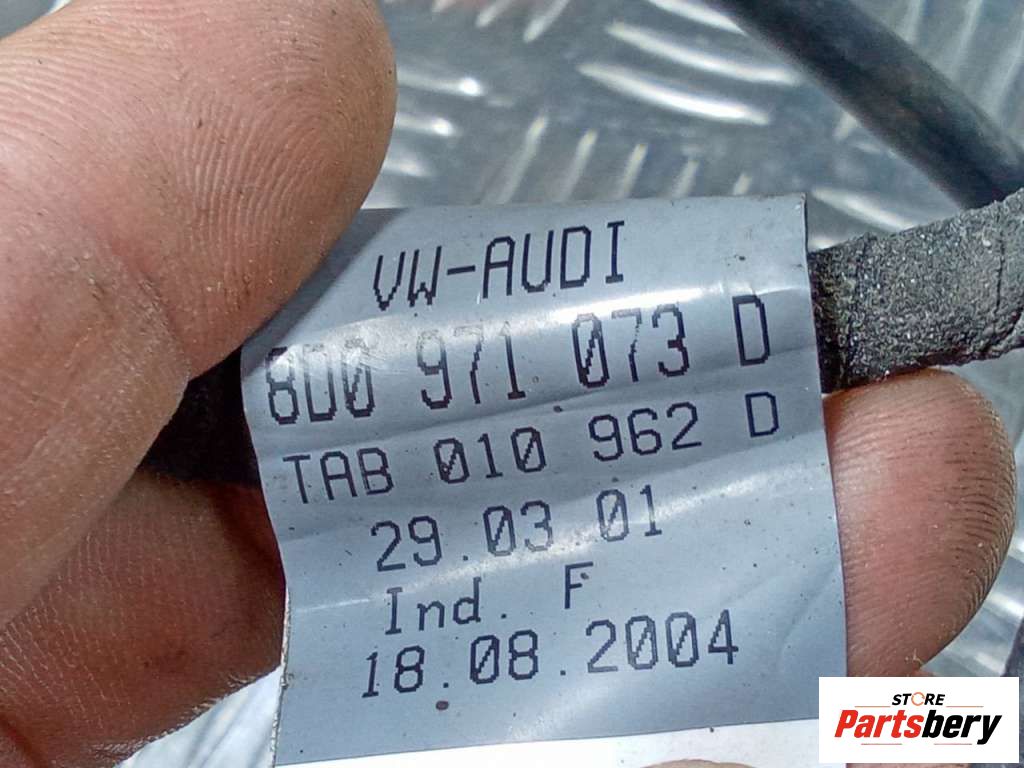 VW-AUDI
8D0 971 073 D
TAB 010 962 D
29.03.01
Ind. F
18.08.2004
STORE
Partsbery